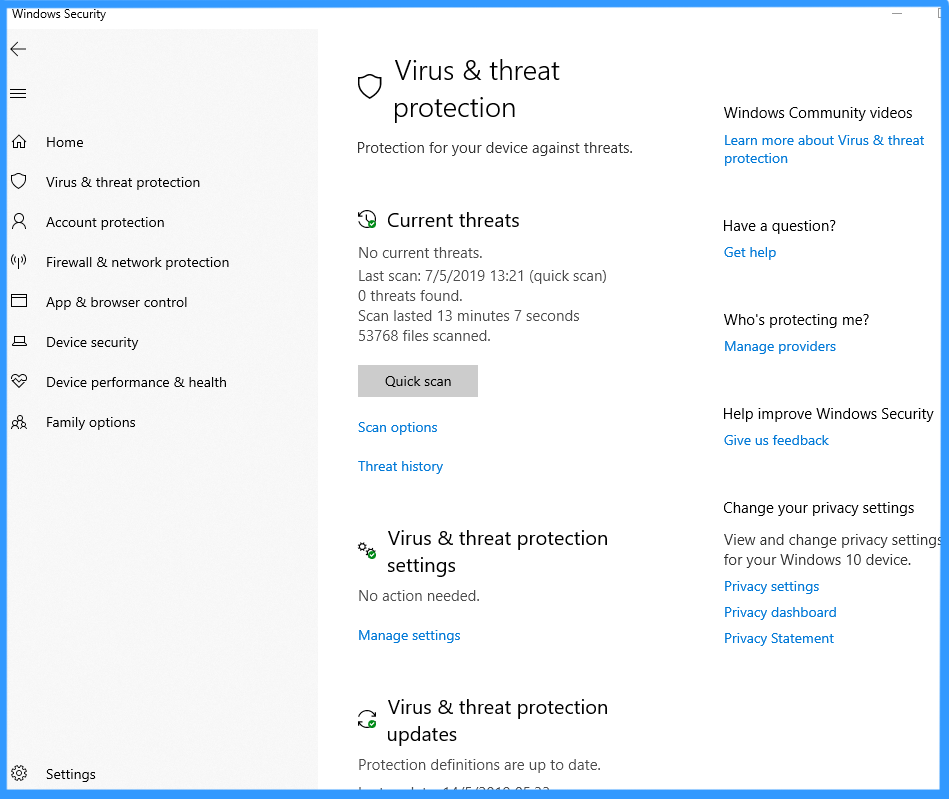 Windows Security
Home
Virus & threat protection
Account protection
Firewall & network protection
App & browser control
Device security
Device performance & health
Family options
Settings
Virus & threat
protection
Protection for your device against threats.
Current threats
No current threats.
Last scan: 7/5/2019 13:21 (quick scan)
0 threats found.
Scan lasted 13 minutes 7 seconds
53768 files scanned.
Quick scan
Scan options
Threat history
Virus & threat protection
settings
No action needed.
Manage settings
Virus & threat protection
updates
Protection definitions are up to date.
Windows Community videos
Learn more about Virus & threat
protection
Have a question?
Get help
Who's protecting me?
Manage providers
Help improve Windows Security
Give us feedback
Change your privacy settings
View and change privacy settings
for your Windows 10 device.
Privacy settings
Privacy dashboard
Privacy Statement